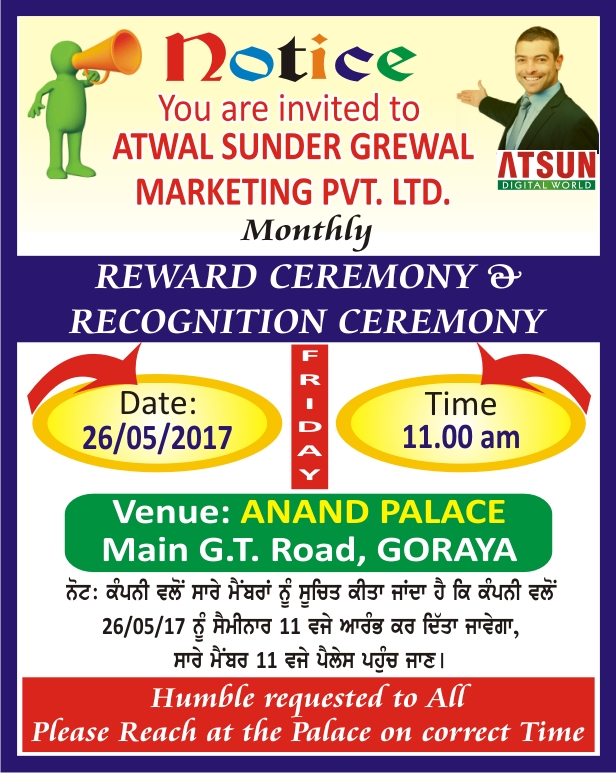 Notice
You are invited to
ATWAL SUNDER GREWAL
MARKETING PVT. LTD.
ATSUN
DIGITAL WORLD
Monthly
REWARD CEREMONY &
RECOGNITION CEREMONY
Date:
26/05/2017
FRIDAY
Time
11.00 am
Venue: ANAND PALACE
Main G.T. Road, GORAYA
ਨੋਟ: ਕੰਪਨੀ ਵਲੋਂ ਸਾਰੇ ਮੈਂਬਰਾਂ ਨੂੰ ਸੂਚਿਤ ਕੀਤਾ ਜਾਂਦਾ ਹੈ ਕਿ ਕੰਪਨੀ ਵਲੋਂ
26/05/17 ਨੂੰ ਸੈਮੀਨਾਰ 11 ਵਜੇ ਆਰੰਭ ਕਰ ਦਿੱਤਾ ਜਾਵੇਗਾ,
ਸਾਰੇ ਮੈਂਬਰ 11 ਵਜੇ ਪੈਲੇਸ ਪਹੁੰਚ ਜਾਣ।
Humble requested to All
Please Reach at the Palace on correct Time